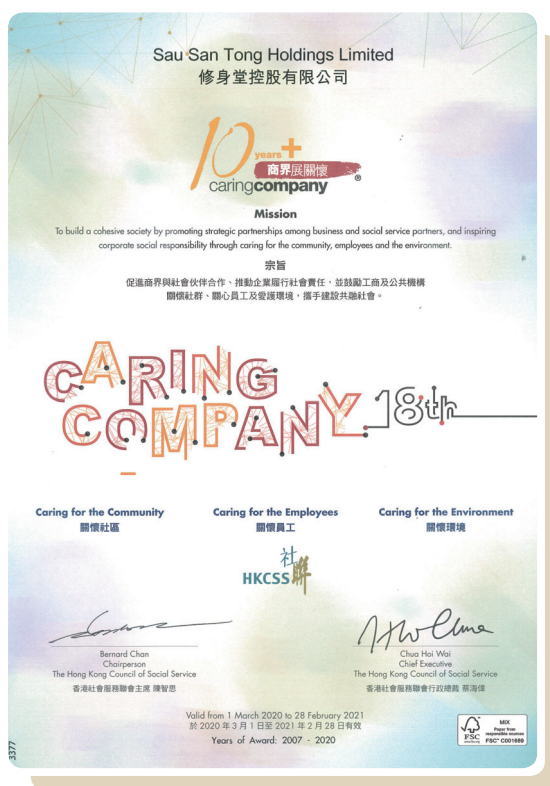 Sau San Tong Holdings Limited
修身堂控股有限公司
10 years +
商界展關懷
caringcompany®
Mission
To build a cohesive society by promoting strategic partnerships among business and social service partners, and inspiring
corporate social responsibility through caring for the community, employees and the environment.
宗旨
促進商界與社會伙伴合作、推動企業履行社會責任，並鼓勵工商及公共機構
關懷社群、關心員工及愛護環境，攜手建設共融社會。
CARING
COMPANY 18th
Caring for the Community
關懷社區
Caring for the Employees
關懷員工
Caring for the Environment
關懷環境
HKCSS 社聯
Bernard Chan
Chairperson
The Hong Kong Council of Social Service
香港社會服務聯會主席 陳智思
Chua Hoi Wai
Chief Executive
The Hong Kong Council of Social Service
香港社會服務聯會行政總裁 蔡海偉
Valid from 1 March 2020 to 28 February 2021
於 2020 年 3 月 1 日至 2021 年 2 月 28 日有效
Years of Award: 2007 - 2020
3377
FSC
www.fsc.org
MIX
Paper from
responsible sources
FSC® C001689